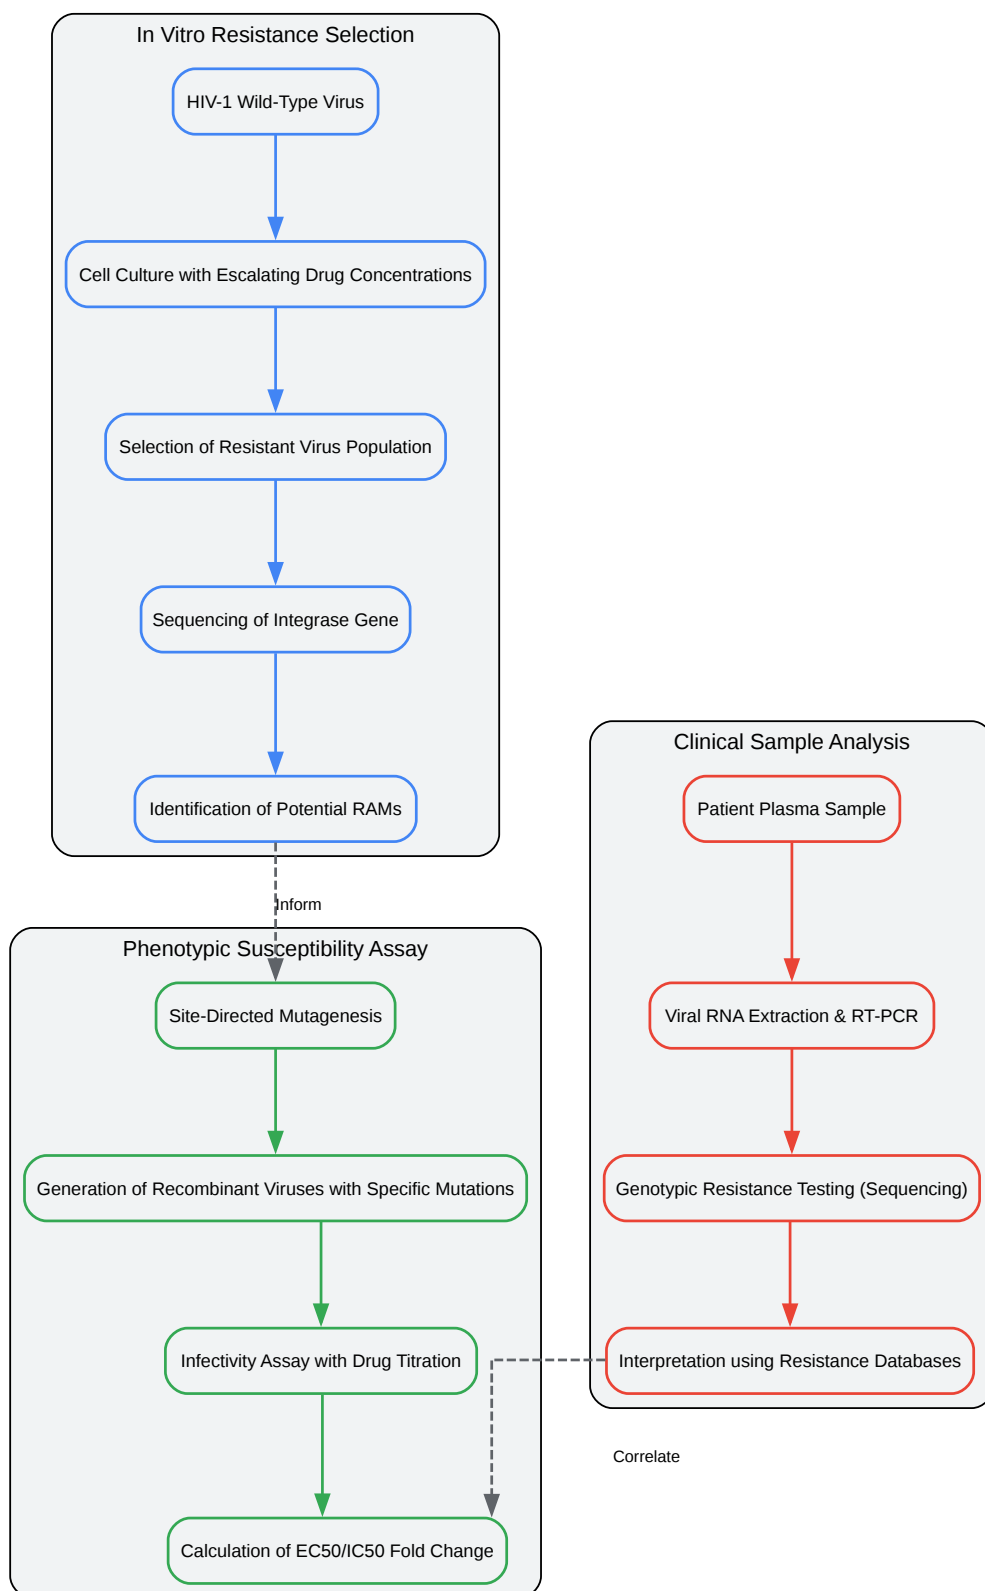 In Vitro Resistance Selection
HIV-1 Wild-Type Virus
Cell Culture with Escalating Drug Concentrations
Selection of Resistant Virus Population
Sequencing of Integrase Gene
Identification of Potential RAMs
Inform
Phenotypic Susceptibility Assay
Site-Directed Mutagenesis
Generation of Recombinant Viruses with Specific Mutations
Infectivity Assay with Drug Titration
Calculation of EC50/IC50 Fold Change
Clinical Sample Analysis
Patient Plasma Sample
Viral RNA Extraction & RT-PCR
Genotypic Resistance Testing (Sequencing)
Interpretation using Resistance Databases
Correlate